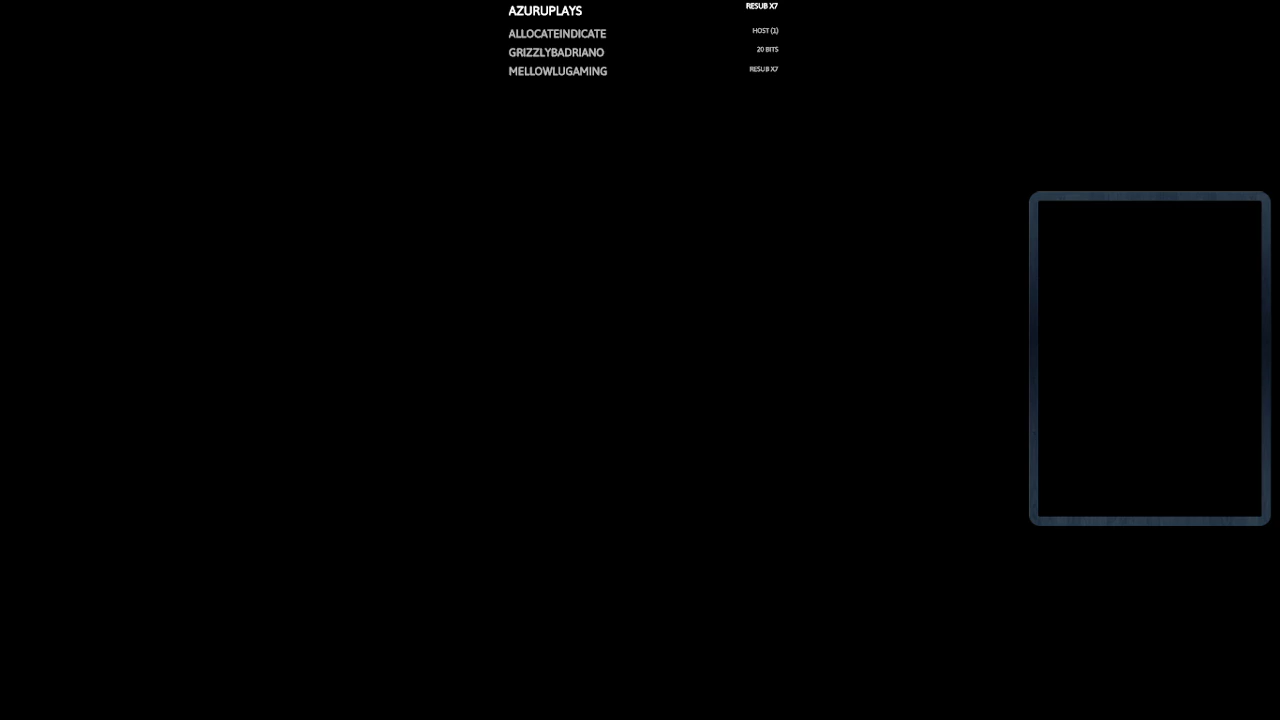 AZURUPLAYS RESUB X7
ALLOCATEINDICATE HOST (1)
GRIZZLYBADRIANO 20 BITS
MELLOWLUGAMING RESUB X7